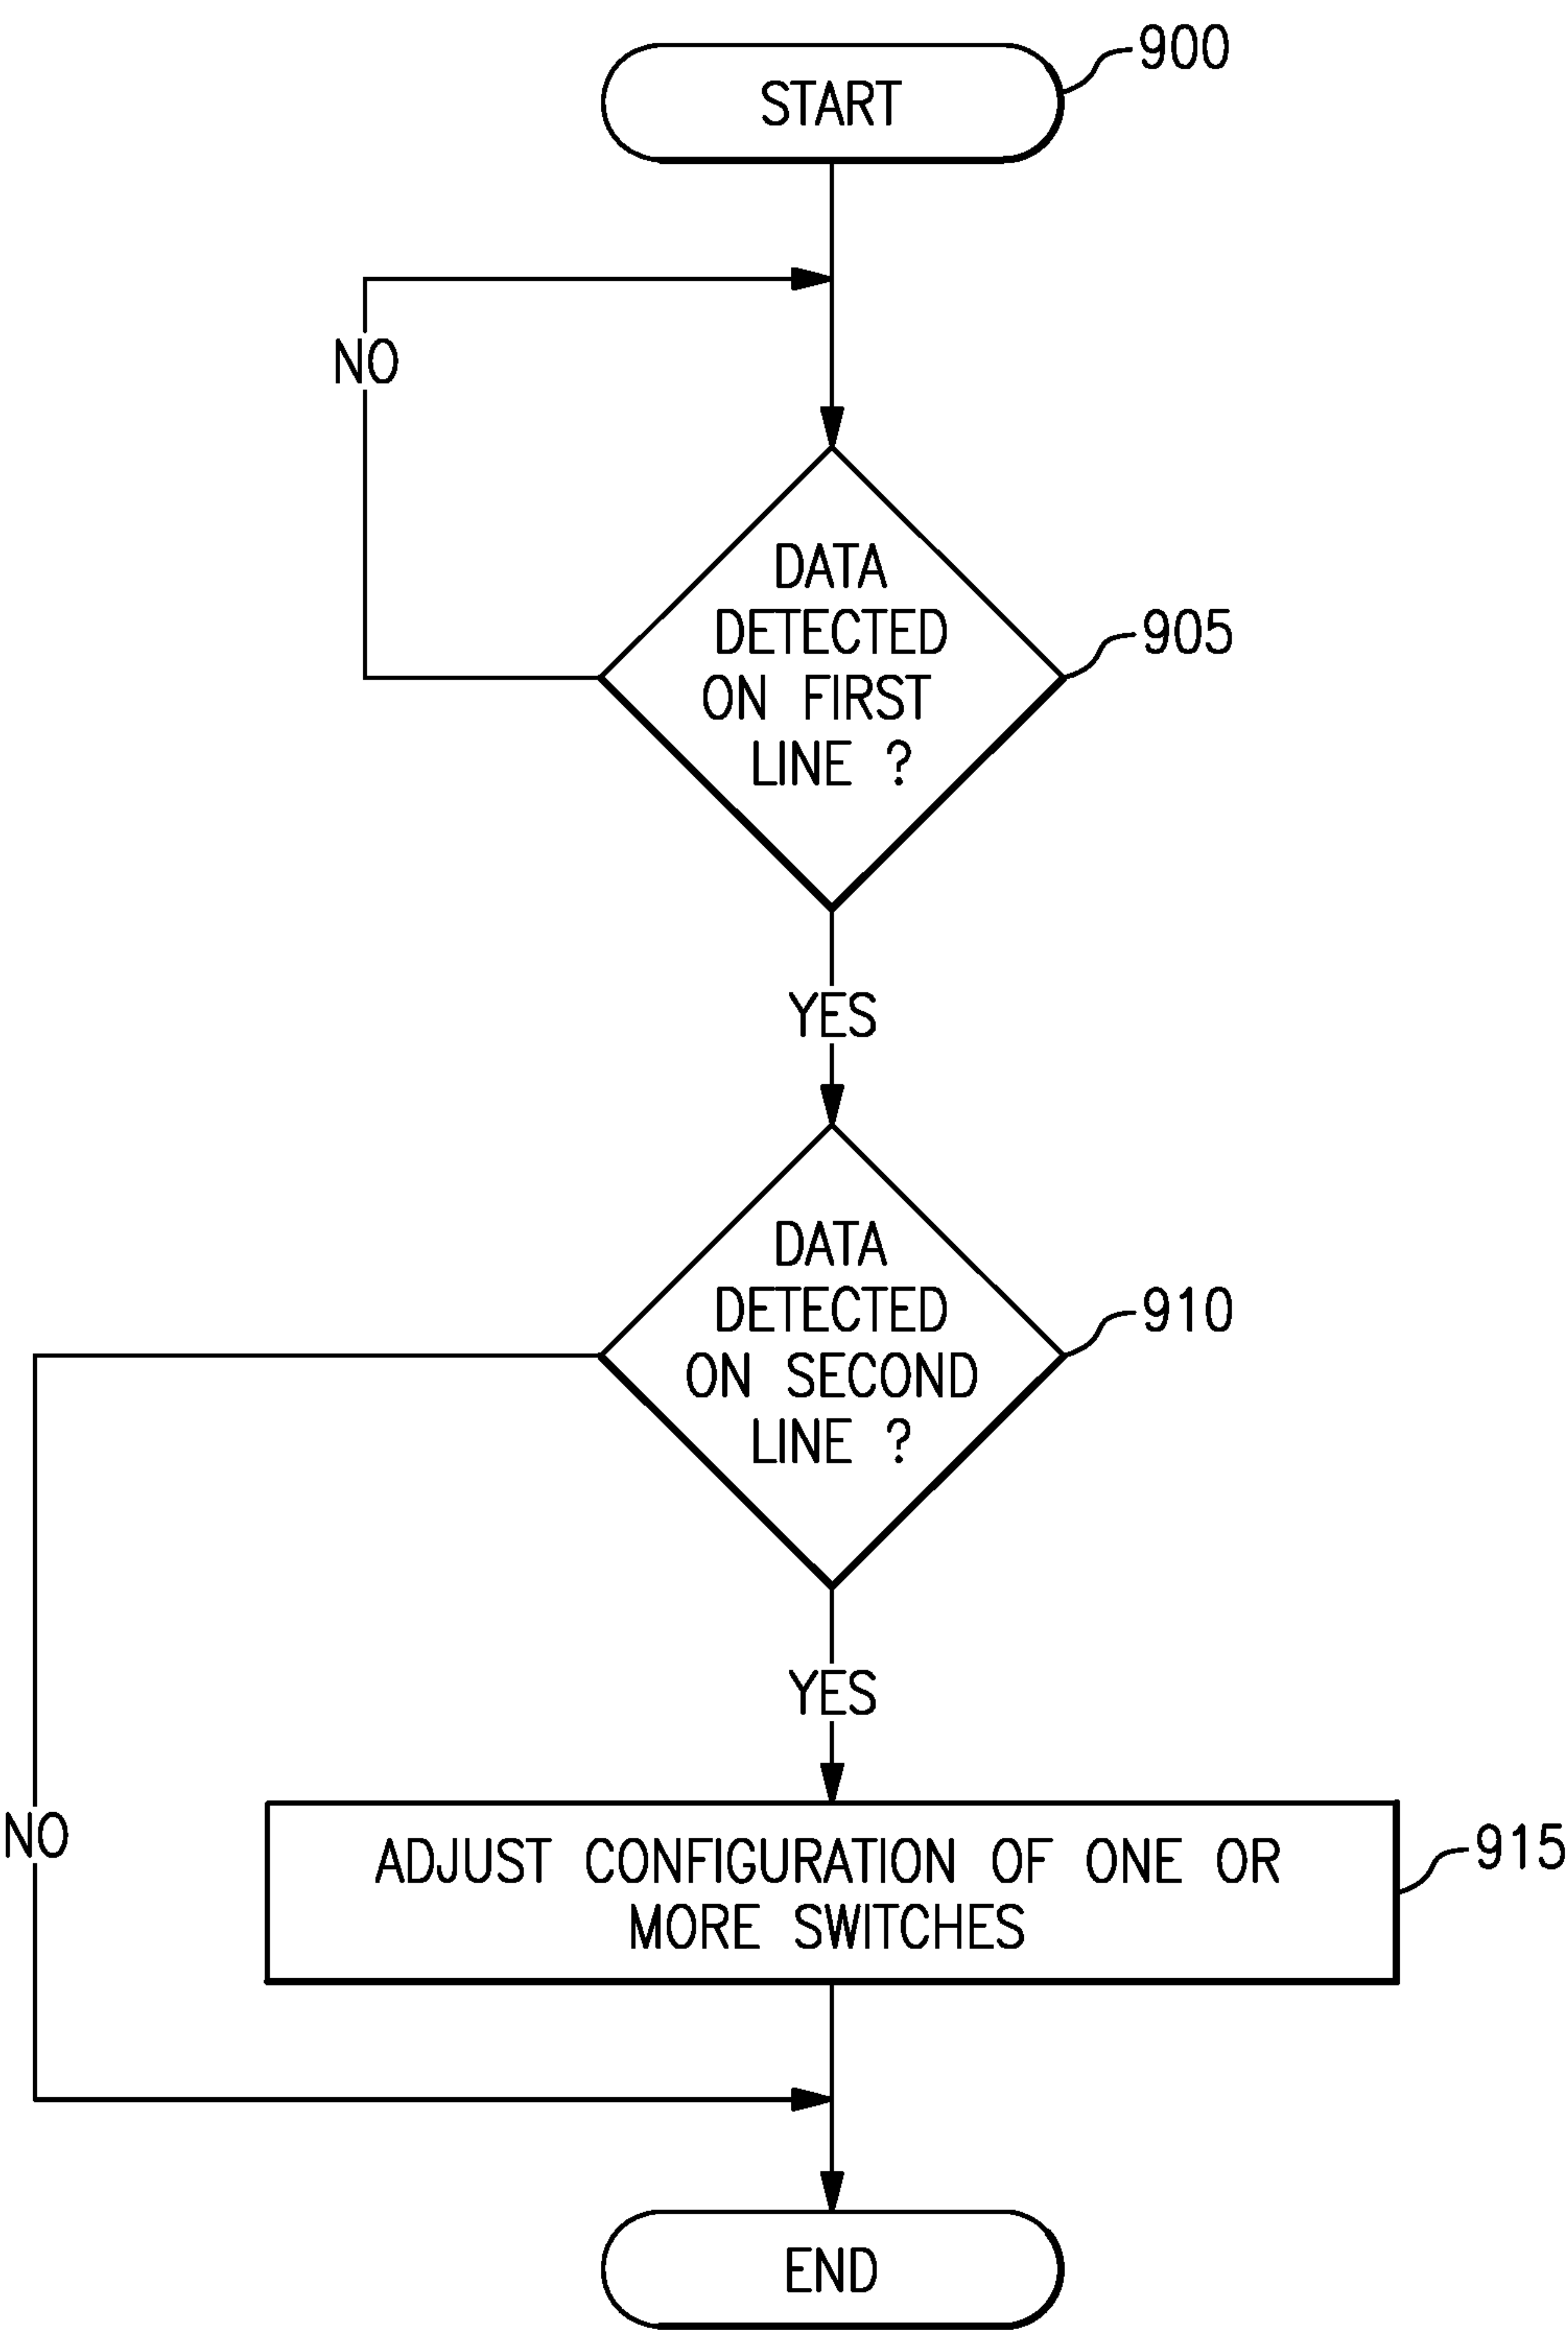 900
START
NO
DATA
DETECTED
ON FIRST
LINE ?
905
YES
DATA
DETECTED
ON SECOND
LINE ?
910
YES
NO
ADJUST CONFIGURATION OF ONE OR
MORE SWITCHES
915
END